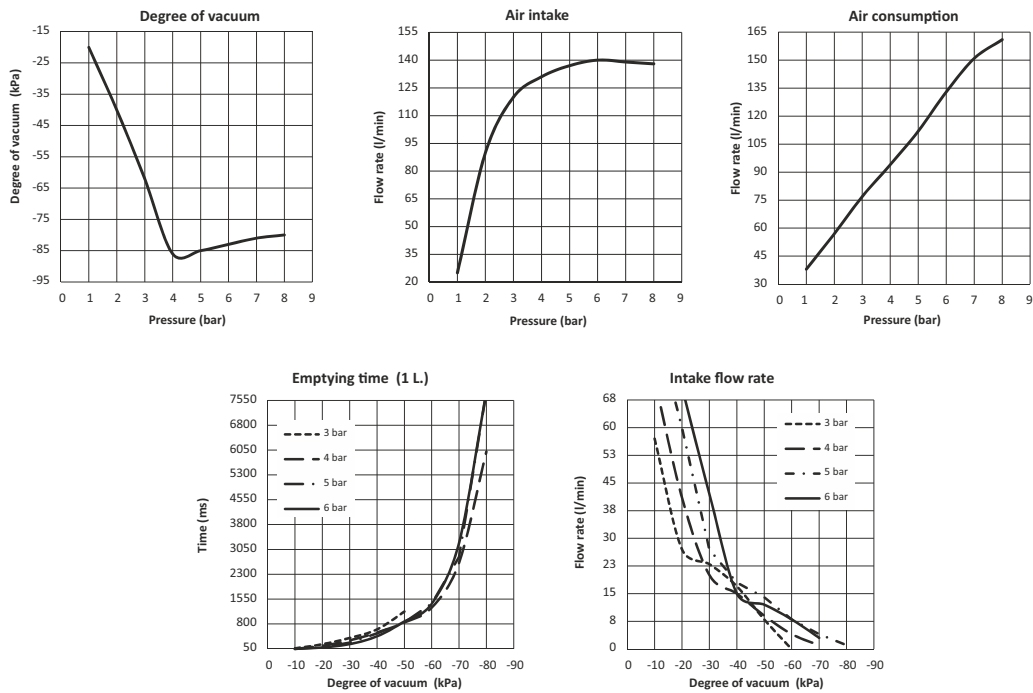 Degree of vacuum
Degree of vacuum (kPa)
-15
-25
-35
-45
-55
-65
-75
-85
-95
0 1 2 3 4 5 6 7 8 9
Pressure (bar)
Air intake
Flow rate (l/min)
155
140
125
110
95
80
65
50
35
20
0 1 2 3 4 5 6 7 8 9
Pressure (bar)
Air consumption
Flow rate (l/min)
165
150
135
120
105
90
75
60
45
30
0 1 2 3 4 5 6 7 8 9
Pressure (bar)
Emptying time (1 L.)
Time (ms)
7550
6800
6050
5300
4550
3800
3050
2300
1550
800
50
3 bar
4 bar
5 bar
6 bar
0 -10 -20 -30 -40 -50 -60 -70 -80 -90
Degree of vacuum (kPa)
Intake flow rate
Flow rate (l/min)
68
60
53
45
38
30
23
15
8
0
3 bar
4 bar
5 bar
6 bar
0 -10 -20 -30 -40 -50 -60 -70 -80 -90
Degree of vacuum (kPa)